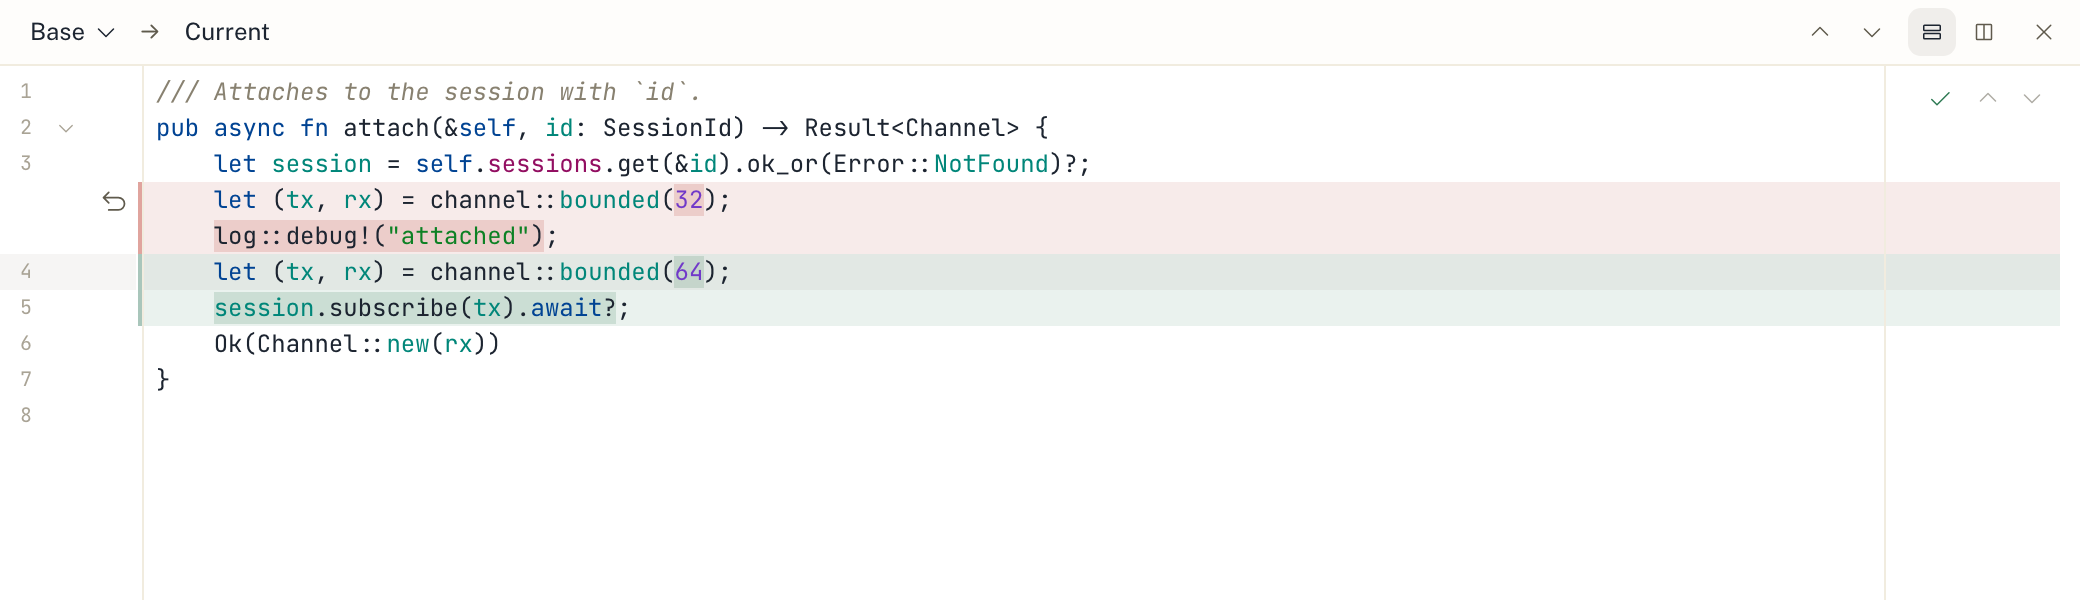 Base → Current
1 /// Attaches to the session with `id`.
2 pub async fn attach(&self, id: SessionId) -> Result<Channel> {
3     let session = self.sessions.get(&id).ok_or(Error::NotFound)?;
    let (tx, rx) = channel::bounded(32);
    log::debug!("attached");
4     let (tx, rx) = channel::bounded(64);
5     session.subscribe(tx).await?;
6     Ok(Channel::new(rx))
7 }
8